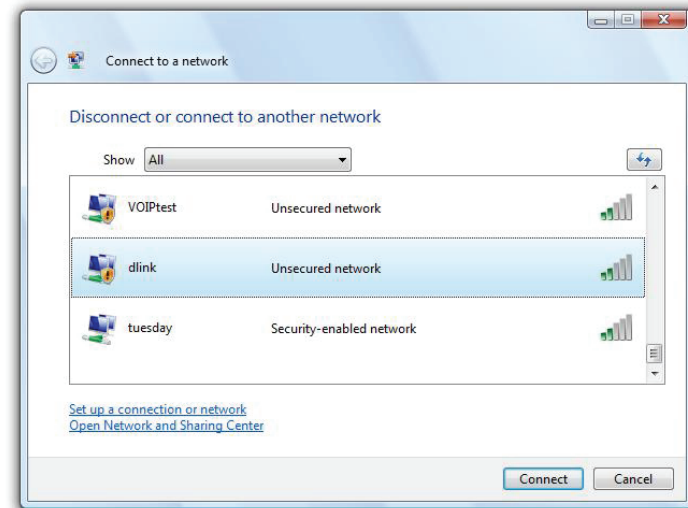 Connect to a network
Disconnect or connect to another network
Show All
VOIPtest Unsecured network
dlink Unsecured network
tuesday Security-enabled network
Set up a connection or network
Open Network and Sharing Center
Connect Cancel